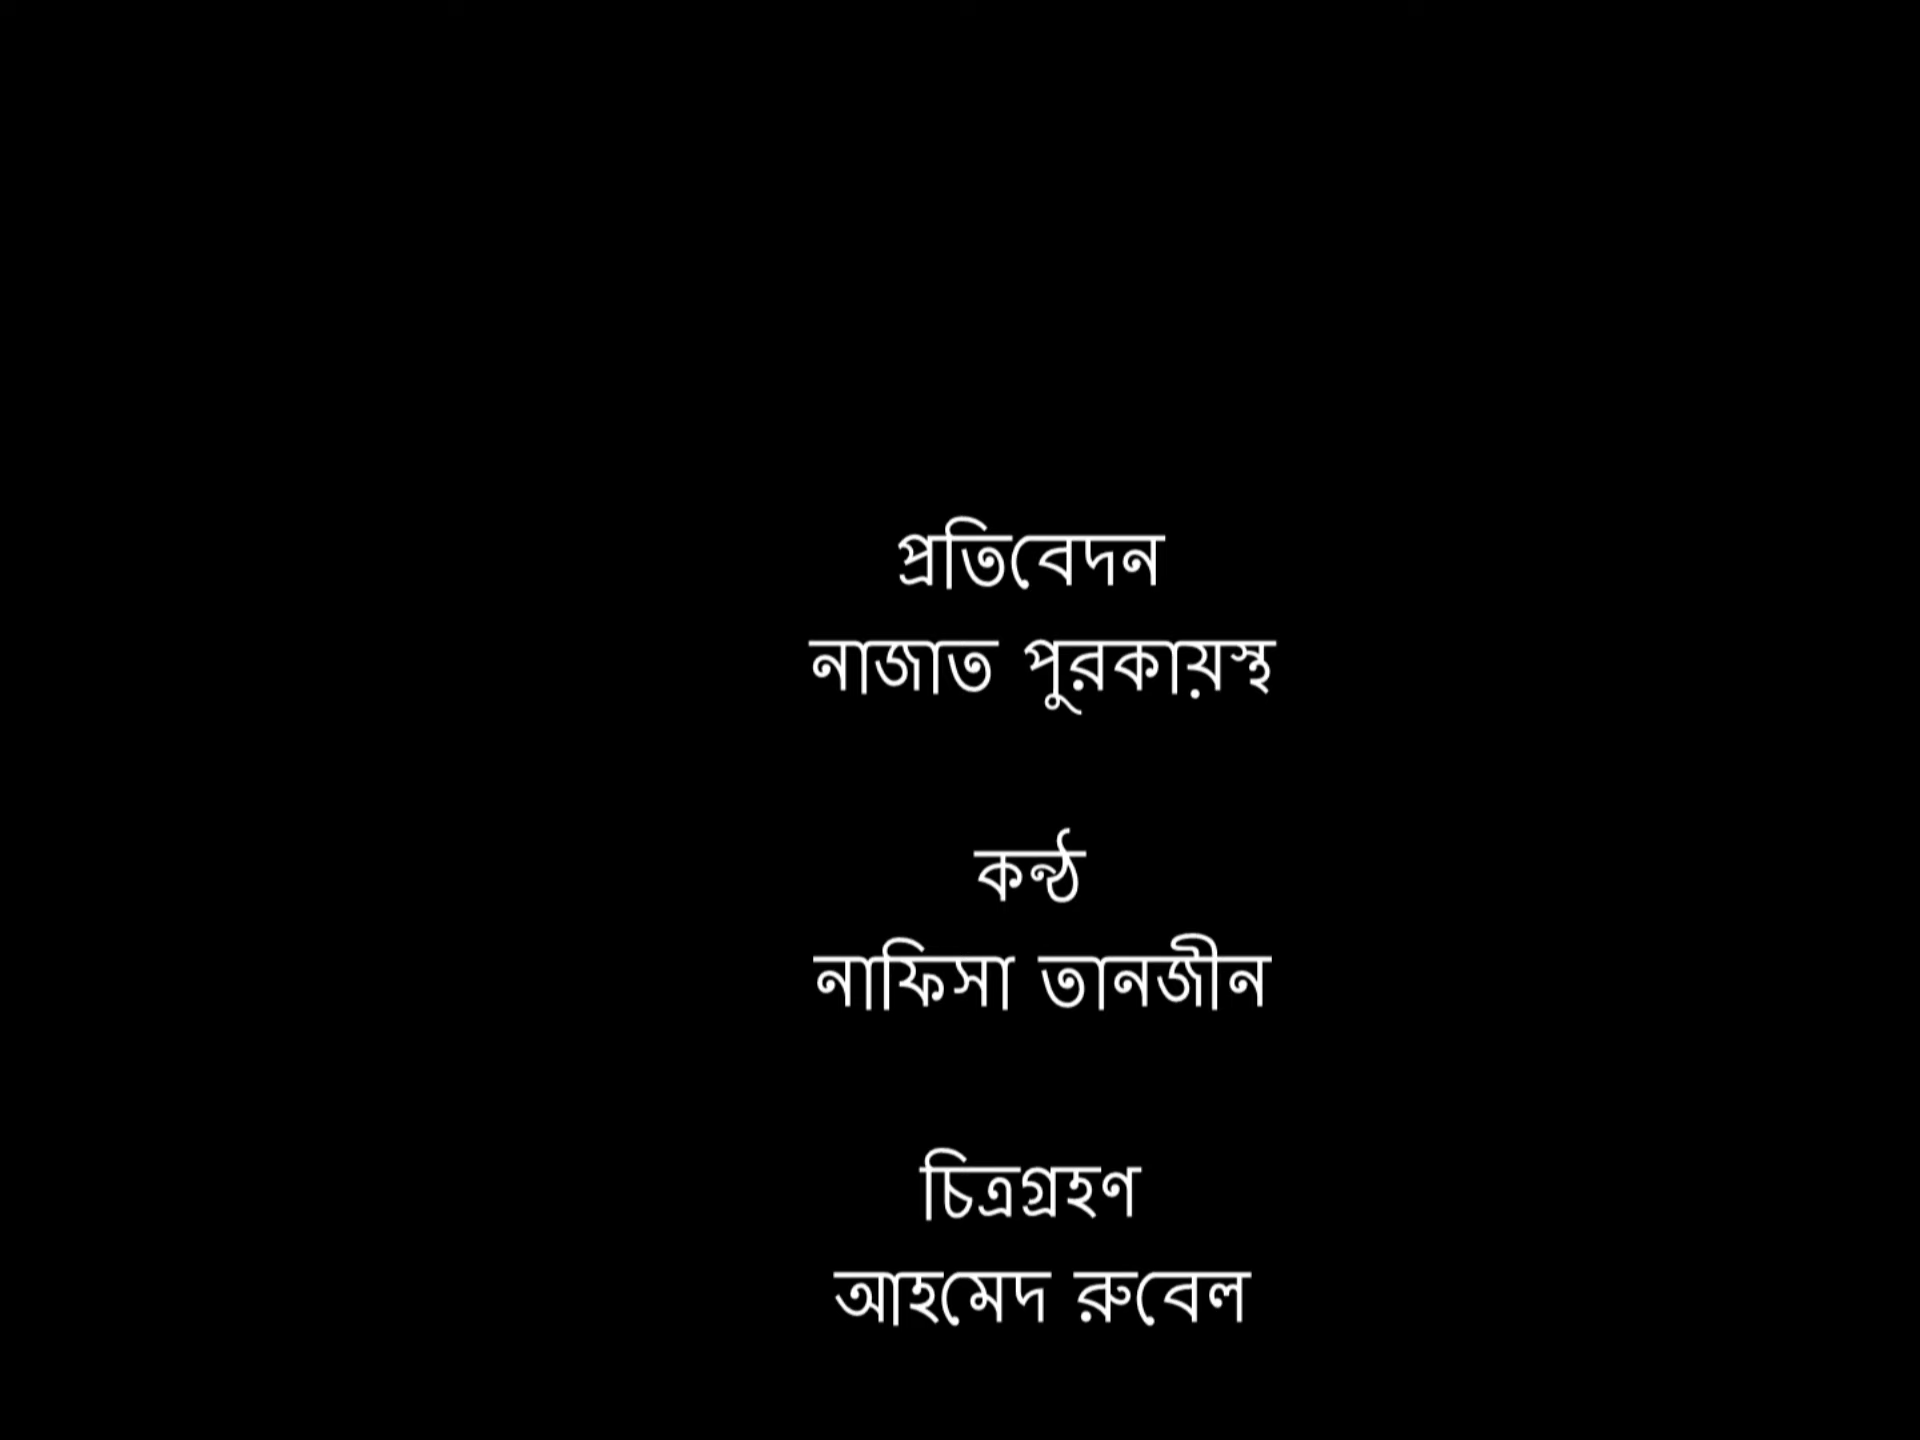 প্রতিবেদন
নাজাত পুরকায়স্থ
কন্ঠ
নাফিসা তানজীন
চিত্রগ্রহণ
আহমেদ রুবেল